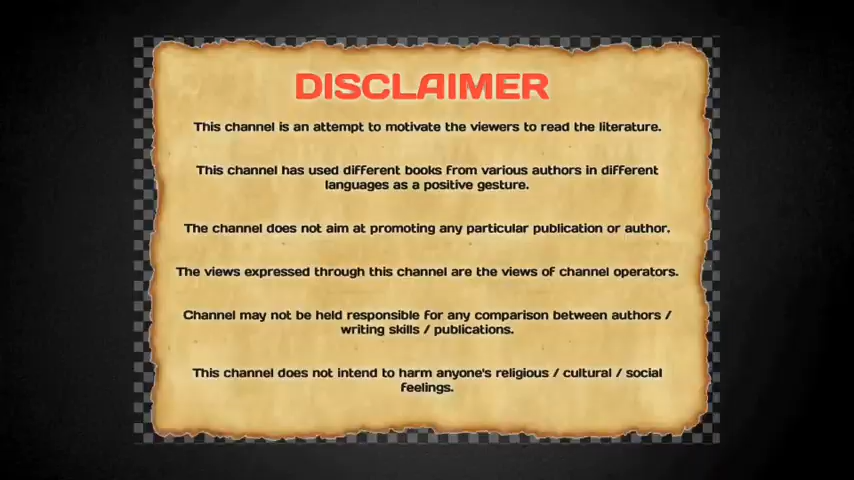 DISCLAIMER
This channel is an attempt to motivate the viewers to read the literature.
This channel has used different books from various authors in different
languages as a positive gesture.
The channel does not aim at promoting any particular publication or author.
The views expressed through this channel are the views of channel operators.
Channel may not be held responsible for any comparison between authors /
writing skills / publications.
This channel does not intend to harm anyone's religious / cultural / social
feelings.